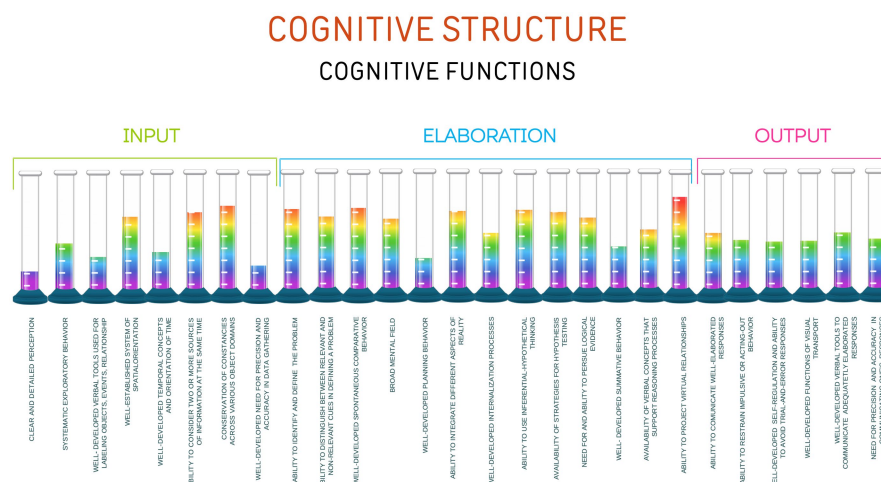 COGNITIVE STRUCTURE
COGNITIVE FUNCTIONS
INPUT
ELABORATION
OUTPUT
CLEAR AND DETAILED PERCEPTION
SYSTEMATIC EXPLORATORY BEHAVIOR
WELL- DEVELOPED VERBAL TOOLS USED FOR
LABELING OBJECTS, EVENTS, RELATIONSHIP
WELL-ESTABLISHED SYSTEM OF
SPATIALORIENTATION
WELL-DEVELOPED TEMPORAL CONCEPTS
AND ORIENTATION OF TIME
BILITY TO CONSIDER TWO OR MORE SOURCES
OF INFORMATION AT THE SAME TIME
CONSERVATION OF CONSTANCIES
ACROSS VARIOUS OBJECT DOMAINS
WELL-DEVELOPED NEED FOR PRECISION AND
ACCURACY IN DATA GATHERING
ABILITY TO IDENTIFY AND DEFINE THE PROBLEM
BILITY TO DISTINGUISH BETWEEN RELEVANT AND
NON-RELEVANT CUES IN DEFINING A PROBLEM
WELL-DEVELOPED SPONTANEOUS COMPARATIVE
BEHAVIOR
BROAD MENTAL FIELD
WELL-DEVELOPED PLANNING BEHAVIOR
ABILITY TO INTEGRATE DIFFERENT ASPECTS OF
REALITY
WELL-DEVELOPED INTERNALIZATION PROCESSES
ABILITY TO USE INFERENTIAL-HYPOTHETICAL
THINKING
AVAILABILITY OF STRATEGIES FOR HYPOTHESIS
TESTING
NEED FOR AND ABILITY TO PERSUE LOGICAL
EVIDENCE
WELL- DEVELOPED SUMMATIVE BEHAVIOR
AVAILABILITY OF VERBAL CONCEPTS THAT
SUPPORT REASONING PROCESSES
ABILITY TO PROJECT VIRTUAL RELATIONSHIPS
ABILITY TO COMUNICATE WELL-ELABORATED
RESPONSES
ABILITY TO RESTRAIN IMPULSIVE OR ACTING-OUT
BEHAVIOR
ELL-DEVELOPED SELF-REGULATION AND ABILITY
TO AVOID TRIAL-AND-ERROR RESPONSES
WELL-DEVELOPED FUNCTIONS OF VISUAL
TRANSPORT
WELL-DEVELOPED VERBAL TOOLS TO
COMMUNICATE ADEQUATETLY ELABORATED
RESPONSES
NEED FOR PRECISION AND ACCURACY